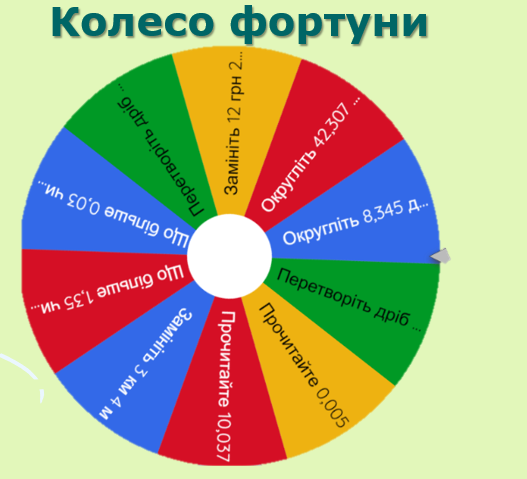 Колесо фортуни
Замініть 12 грн 2...
Округліть 42,307 ...
Округліть 8,345 д...
Перетворіть дріб ...
Прочитайте 0,005
Прочитайте 10,037
Замініть 3 км 4 м
Що більше 1,35 чи...
Що більше 0,03 чи...
Перетворіть дріб ...